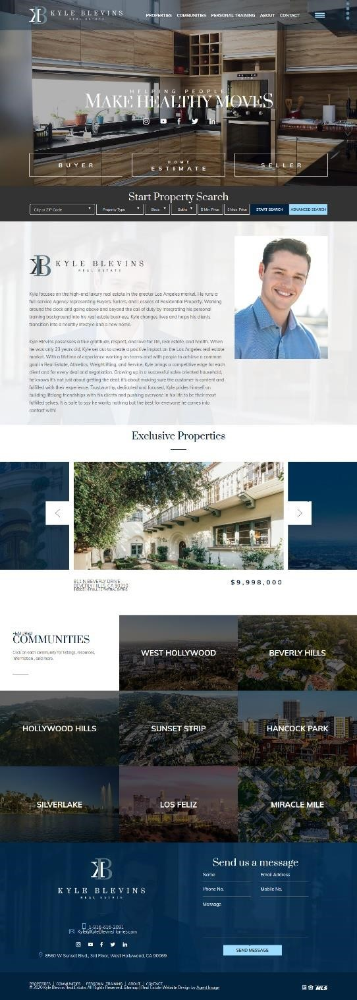 KYLE BLEVINS
REAL ESTATE
PROPERTIES COMMUNITIES PERSONAL TRAINING ABOUT CONTACT
HELPING PEOPLE
MAKE HEALTHY MOVES
BUYER
HOME
ESTIMATE
SELLER
Start Property Search
City or ZIP Code Property Type Beds Baths $ Min Price $ Max Price START SEARCH ADVANCED SEARCH
KYLE BLEVINS
REAL ESTATE
Kyle focuses on the high-end luxury real estate in the greater Los Angeles market. He runs a
full-service Agency representing Buyers, Sellers, and Lessees of Residential Property. Working
around the clock and going above and beyond the call of duty by integrating his personal
training background into his real estate business, Kyle changes lives and helps his clients
transition into a healthy lifestyle and a new home.
Kyle Blevins possesses a true gratitude, respect, and love for life, real estate, and health. When
he was only 23 years old, Kyle set out to create a positive impact on the Los Angeles real estate
market. With a lifetime of experience working on teams and with people to achieve a common
goal in Real Estate, Athletics, Weightlifting, and Service, Kyle brings a competitive edge for each
client and for every deal and negotiation. Growing up in a successful sales oriented household,
he knows it's not just about getting the deal, it's about making sure the customer is content and
fulfilled with their experience. Trustworthy, dedicated and focused, Kyle prides himself on
building lifelong friendships with his clients and pushing everyone in his life to be their most
fulfilled selves. It is safe to say he wants nothing but the best for everyone he comes into
contact with!
Exclusive Properties
911 N BEVERLY DRIVE
BEVERLY HILLS, CA 90210
6 BEDS | 6 FULL | 1 PARTIAL BATHS
$9,998,000
FEATURED
COMMUNITIES
Click on each community for listings, resources,
information, and more.
WEST HOLLYWOOD
BEVERLY HILLS
HOLLYWOOD HILLS
SUNSET STRIP
HANCOCK PARK
SILVERLAKE
LOS FELIZ
MIRACLE MILE
KYLE BLEVINS
REAL ESTATE
1-916-616-2091
Kyle@KyleBlevinsHomes.com
8560 W Sunset Blvd., 3rd Floor, West Hollywood, CA 90069
Send us a message
Name Email Address
Phone No. Mobile No.
Message
SEND MESSAGE
PROPERTIES | COMMUNITIES | PERSONAL TRAINING | ABOUT | CONTACT
© 2020 Kyle Blevins Real Estate. All Rights Reserved. Sitemap | Real Estate Website Design by Agent Image
MLS